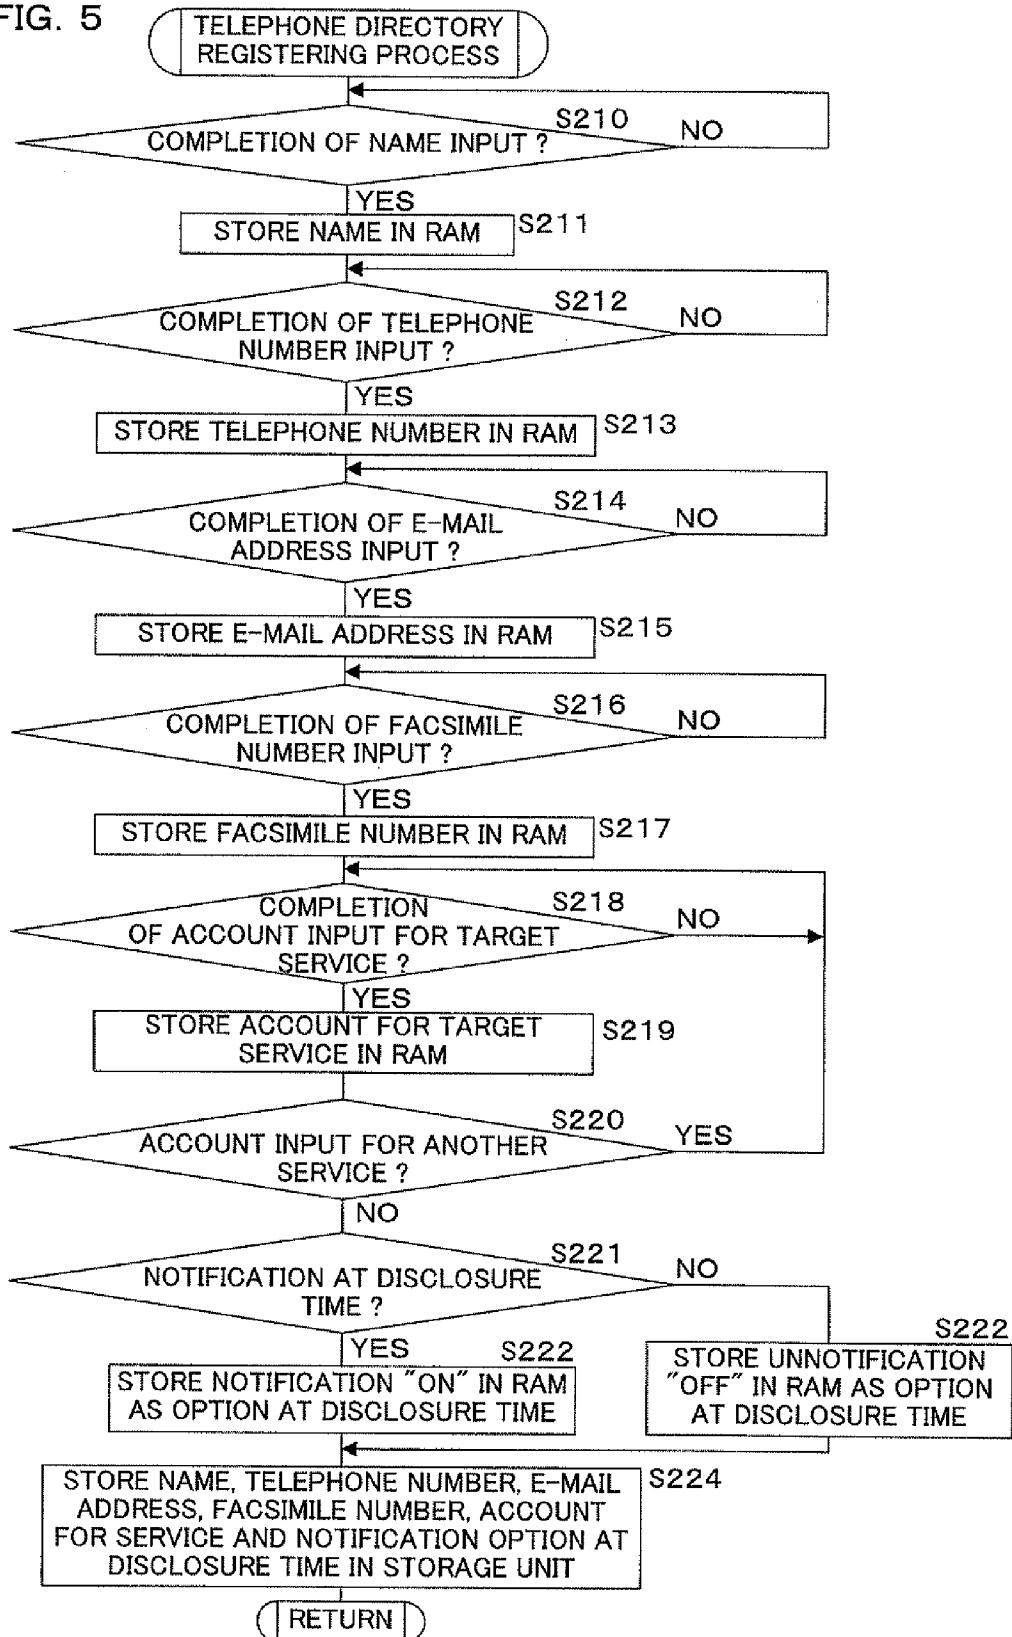 FIG. 5
TELEPHONE DIRECTORY
REGISTERING PROCESS
S210
COMPLETION OF NAME INPUT ?
NO
YES
STORE NAME IN RAM
S211
S212
COMPLETION OF TELEPHONE
NUMBER INPUT ?
NO
YES
STORE TELEPHONE NUMBER IN RAM
S213
S214
COMPLETION OF E-MAIL
ADDRESS INPUT ?
NO
YES
STORE E-MAIL ADDRESS IN RAM
S215
S216
COMPLETION OF FACSIMILE
NUMBER INPUT ?
NO
YES
STORE FACSIMILE NUMBER IN RAM
S217
S218
COMPLETION
OF ACCOUNT INPUT FOR TARGET
SERVICE ?
NO
YES
STORE ACCOUNT FOR TARGET
SERVICE IN RAM
S219
S220
ACCOUNT INPUT FOR ANOTHER
SERVICE ?
YES
NO
S221
NOTIFICATION AT DISCLOSURE
TIME ?
NO
YES
S222
STORE NOTIFICATION "ON" IN RAM
AS OPTION AT DISCLOSURE TIME
S222
STORE UNNOTIFICATION
"OFF" IN RAM AS OPTION
AT DISCLOSURE TIME
STORE NAME, TELEPHONE NUMBER, E-MAIL
ADDRESS, FACSIMILE NUMBER, ACCOUNT
FOR SERVICE AND NOTIFICATION OPTION AT
DISCLOSURE TIME IN STORAGE UNIT
S224
RETURN